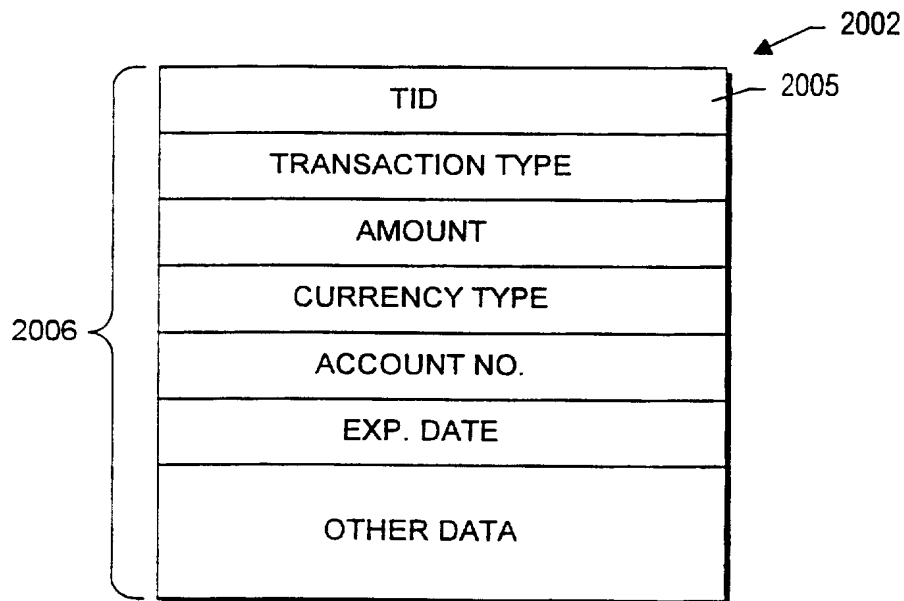 2002
TID
2005
TRANSACTION TYPE
AMOUNT
CURRENCY TYPE
2006
ACCOUNT NO.
EXP. DATE
OTHER DATA